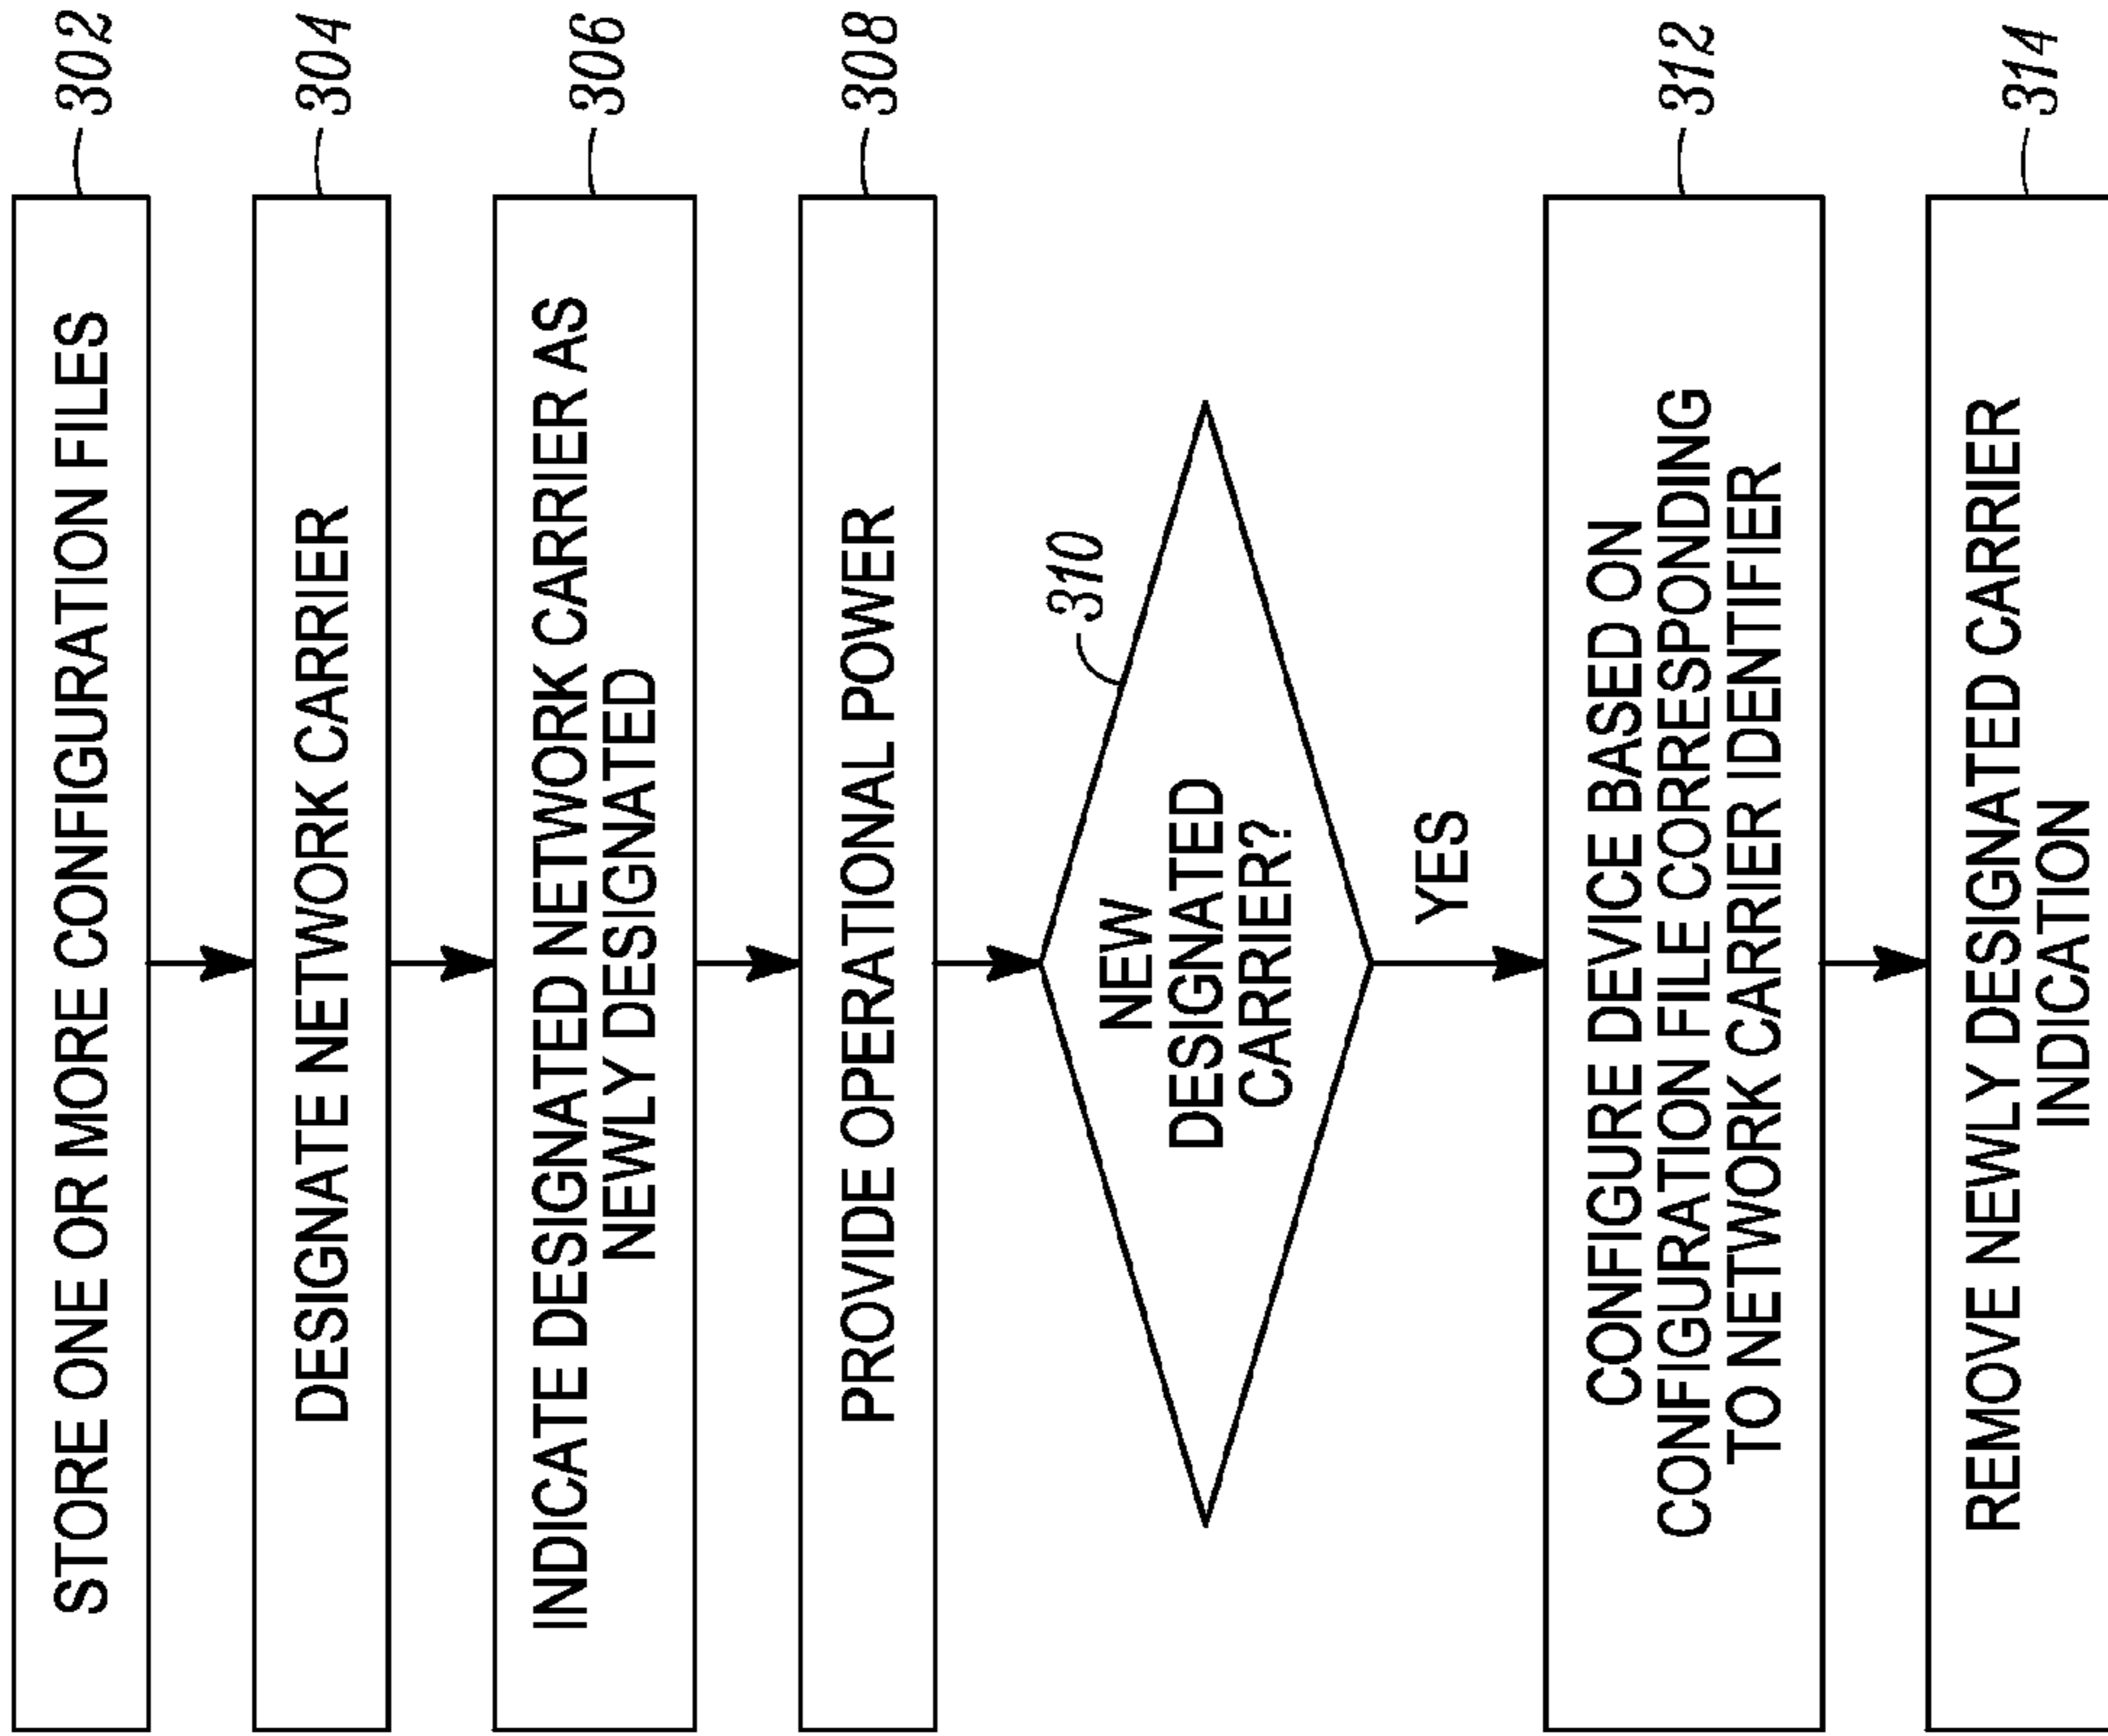 STORE ONE OR MORE CONFIGURATION FILES
302
DESIGNATE NETWORK CARRIER
304
INDICATE DESIGNATED NETWORK CARRIER AS
NEWLY DESIGNATED
306
PROVIDE OPERATIONAL POWER
308
310
NEW
DESIGNATED
CARRIER?
YES
CONFIGURE DEVICE BASED ON
CONFIGURATION FILE CORRESPONDING
TO NETWORK CARRIER IDENTIFIER
312
REMOVE NEWLY DESIGNATED CARRIER
INDICATION
314